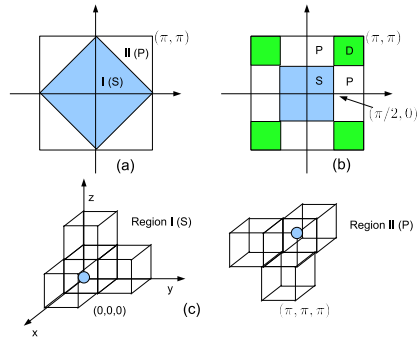 (π, π)
II (P)
I (S)
(a)
(π, π)
P
D
S
P
(π/2, 0)
(b)
z
Region I (S)
y
(0,0,0)
x
(c)
Region II (P)
(π, π, π)